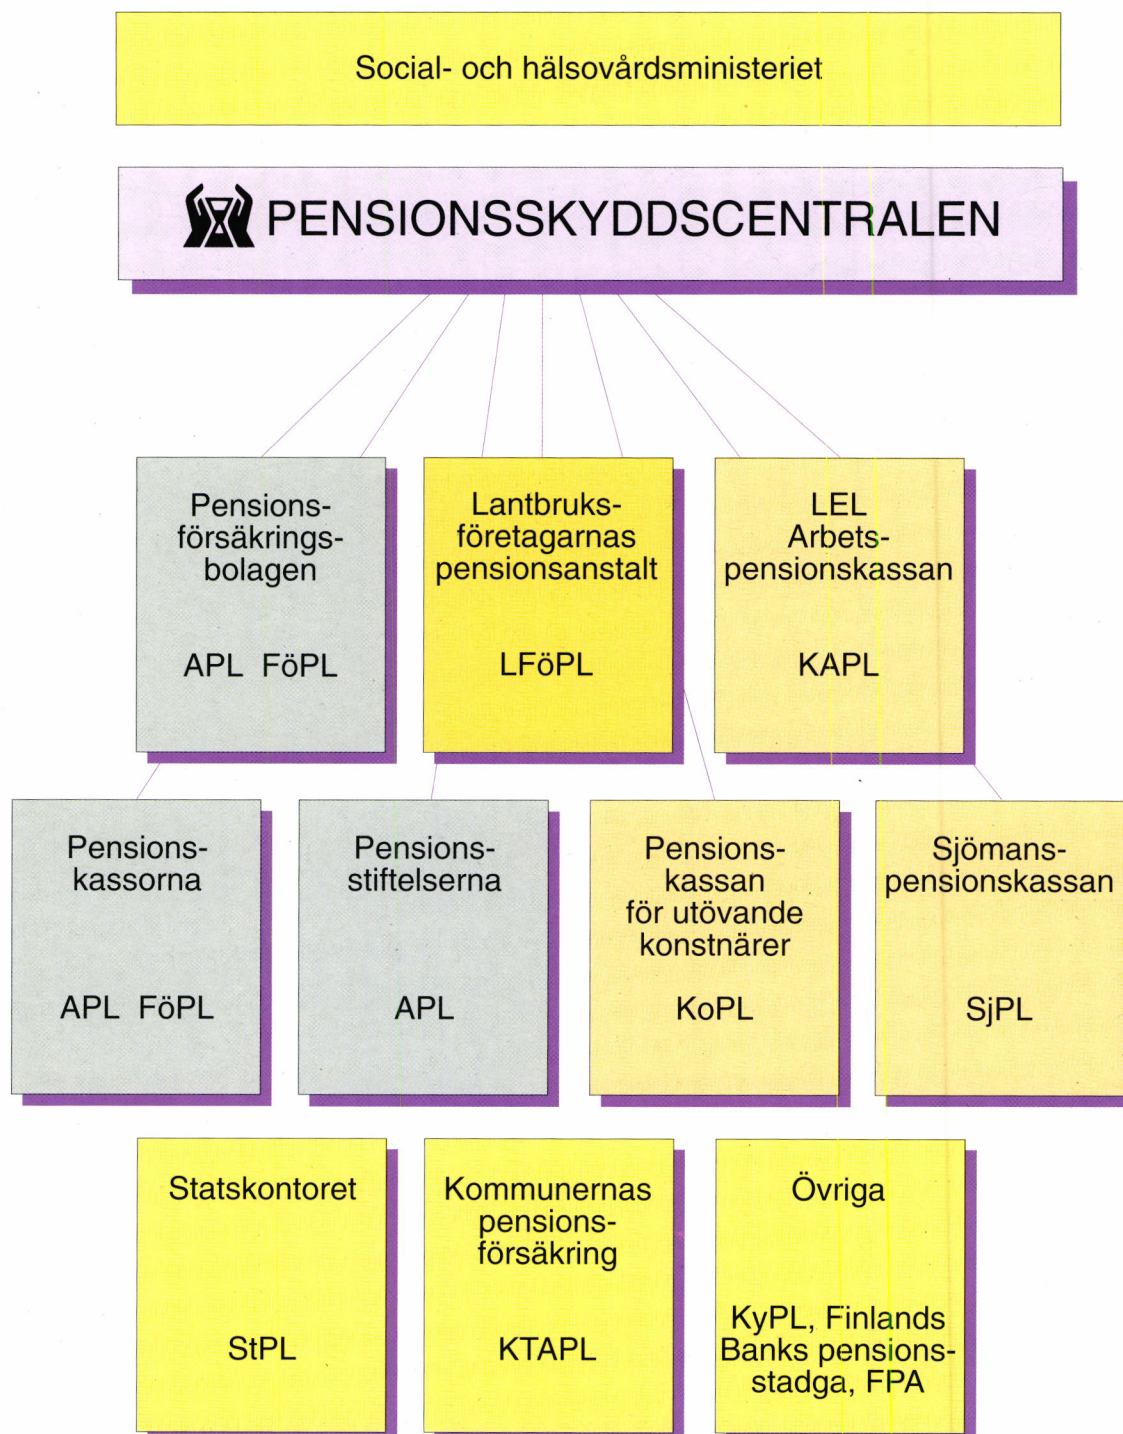 Social- och hälsovårdsministeriet
PENSIONSSKYDDSCENTRALEN
Pensions-
försäkrings-
bolagen
APL FöPL
Lantbruks-
företagarnas
pensionsanstalt
LFöPL
LEL
Arbets-
pensionskassan
KAPL
Pensions-
kassorna
APL FöPL
Pensions-
stiftelserna
APL
Pensions-
kassan
för utövande
konstnärer
KoPL
Sjömans-
pensionskassan
SjPL
Statskontoret
StPL
Kommunernas
pensions-
försäkring
KTAPL
Övriga
KyPL, Finlands
Banks pensions-
stadga, FPA